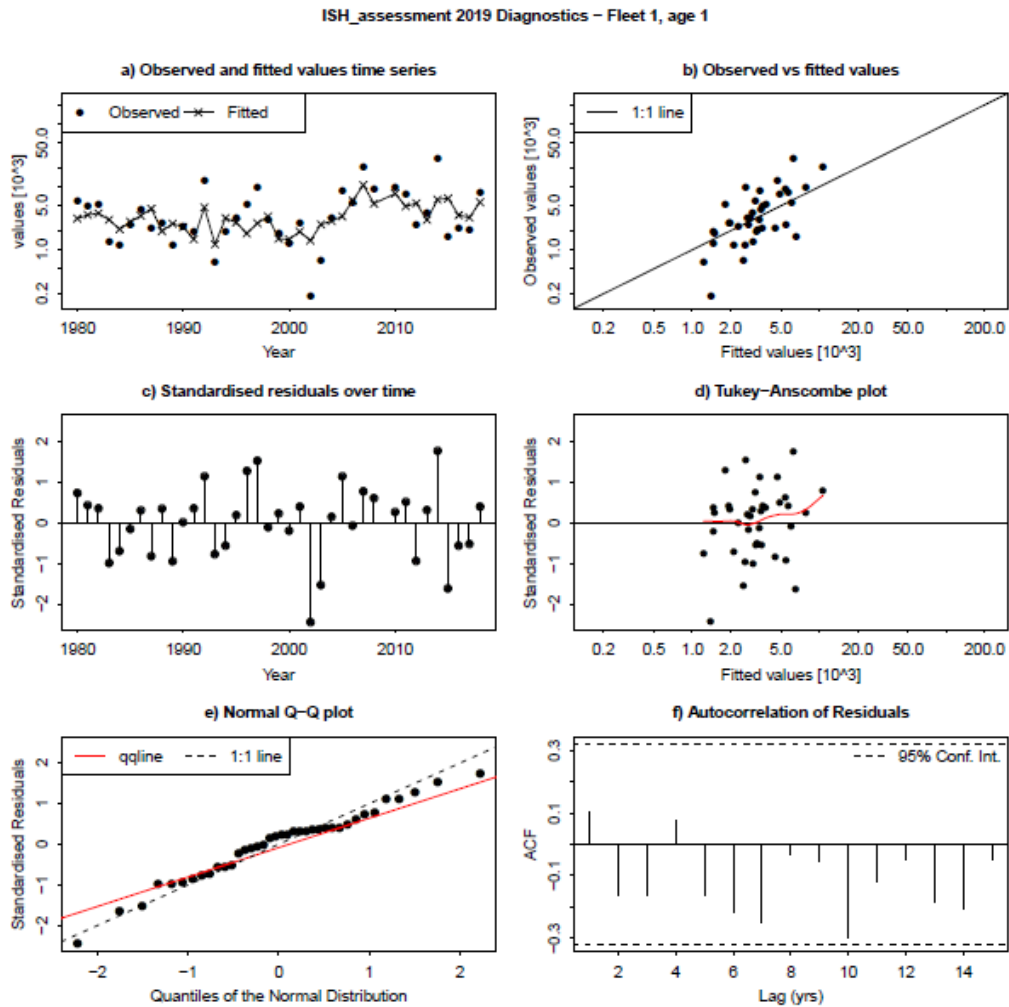 ISH_assessment 2019 Diagnostics − Fleet 1, age 1
a) Observed and fitted values time series
Observed Fitted
values [10^3]
50.0
5.0
1.0
0.2
1980 1990 2000 2010
Year
b) Observed vs fitted values
1:1 line
Observed values [10^3]
50.0
5.0
1.0
0.2
0.2 0.5 1.0 2.0 5.0 20.0 50.0 200.0
Fitted values [10^3]
c) Standardised residuals over time
Standardised Residuals
2
1
0
−1
−2
1980 1990 2000 2010
Year
d) Tukey−Anscombe plot
Standardised Residuals
2
1
0
−1
−2
0.2 0.5 1.0 2.0 5.0 20.0 50.0 200.0
Fitted values [10^3]
e) Normal Q−Q plot
qqline 1:1 line
Standardised Residuals
2
1
0
−1
−2
−2 −1 0 1 2
Quantiles of the Normal Distribution
f) Autocorrelation of Residuals
95% Conf. Int.
ACF
0.3
0.1
−0.1
−0.3
2 4 6 8 10 12 14
Lag (yrs)